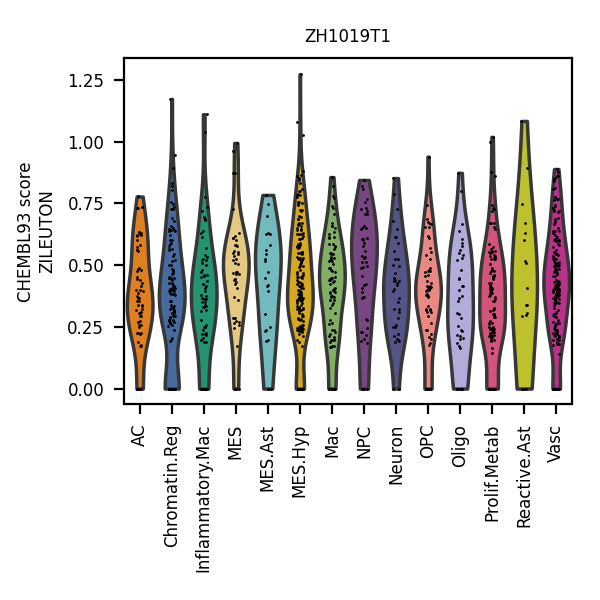 ZH1019T1
CHEMBL93 score
ZILEUTON
1.25
1.00
0.75
0.50
0.25
0.00
AC
Chromatin.Reg
Inflammatory.Mac
MES
MES.Ast
MES.Hyp
Mac
NPC
Neuron
OPC
Oligo
Prolif.Metab
Reactive.Ast
Vasc